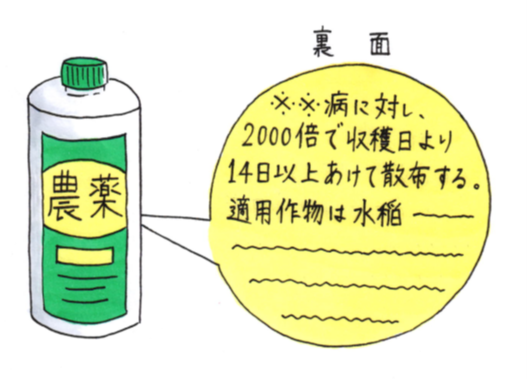 裏面
農薬
※※病に対し、
2000倍で収穫日より
14日以上あけて散布する。
適用作物は水稲